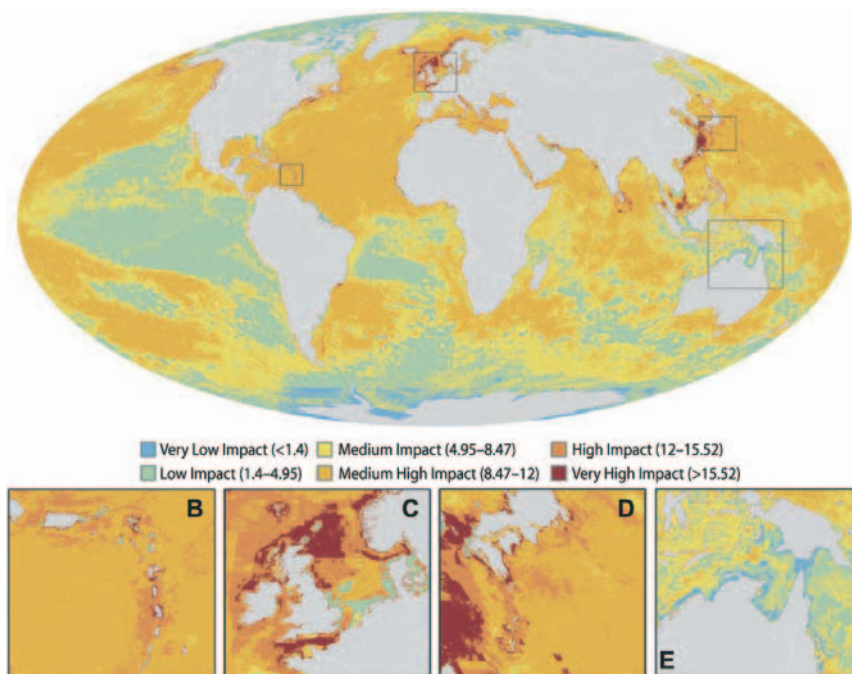 Very Low Impact (<1.4) Medium Impact (4.95–8.47) High Impact (12–15.52)
Low Impact (1.4–4.95) Medium High Impact (8.47–12) Very High Impact (>15.52)
B C D
E